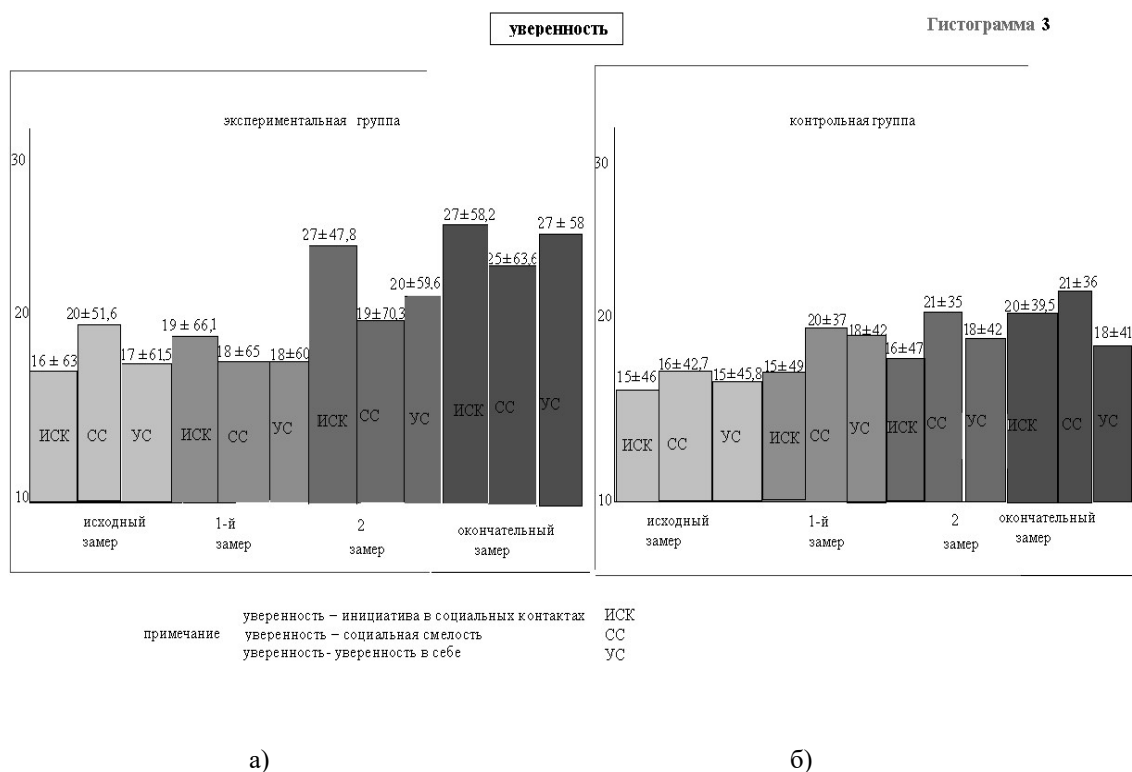 уверенность
Гистограмма 3
экспериментальная группа
30
20
10
16 ± 63
20±51,6
17 ±61,5
19 ± 66,1
18 ± 65
18±60
27±47,8
19±70,3
20±59,6
27±58,2
25±63,6
27 ± 58
ИСК
СС
УС
ИСК
СС
УС
ИСК
СС
УС
ИСК
СС
УС
исходный
замер
1-й
замер
2
замер
окончательный
замер
контрольная группа
30
20
10
15±46
16±42,7
15±45,8
15±49
20±37
18±42
16±47
21±35
18±42
20±39,5
21±36
18±41
ИСК
СС
УС
ИСК
СС
УС
ИСК
СС
УС
ИСК
СС
УС
исходный
замер
1-й
замер
2
замер
окончательный
замер
уверенность – инициатива в социальных контактах ИСК
примечание уверенность – социальная смелость СС
уверенность- уверенность в себе УС
а)
б)